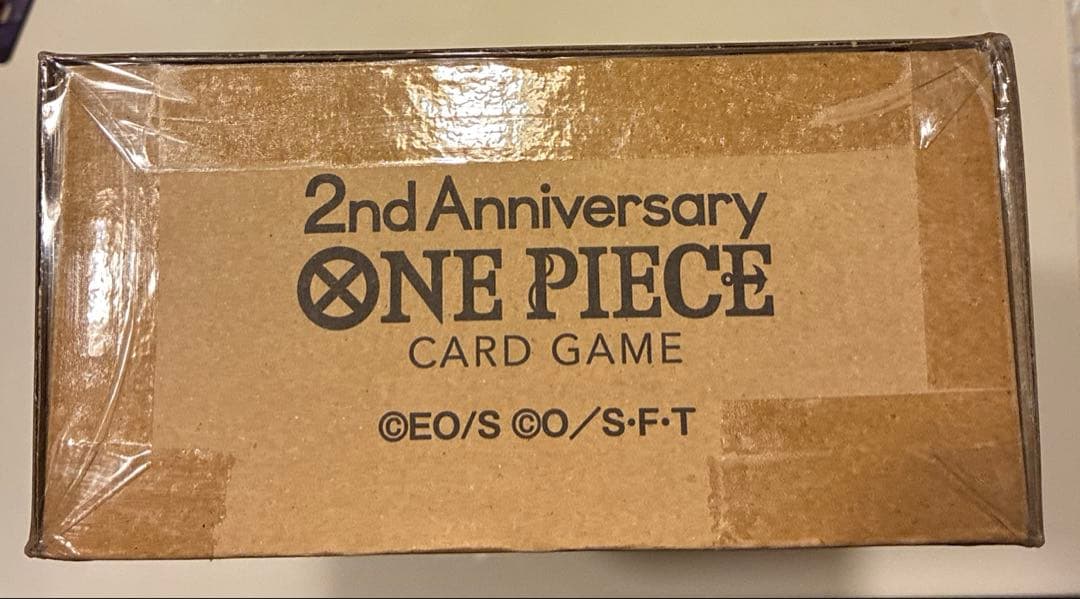 2nd Anniversary
ONE PIECE
CARD GAME
©EO/S ©O/S・F・T